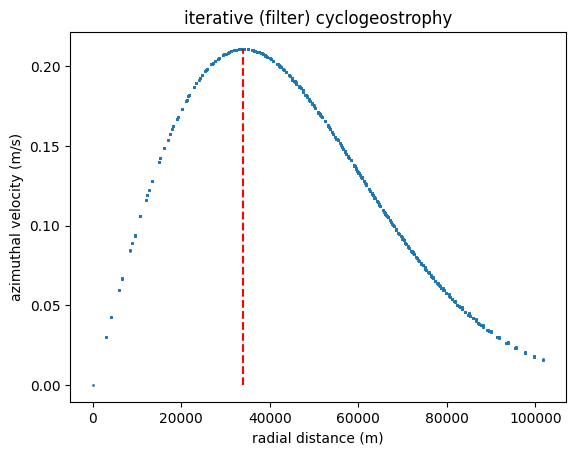 iterative (filter) cyclogeostrophy
azimuthal velocity (m/s)
0.20
0.15
0.10
0.05
0.00
0 20000 40000 60000 80000 100000
radial distance (m)